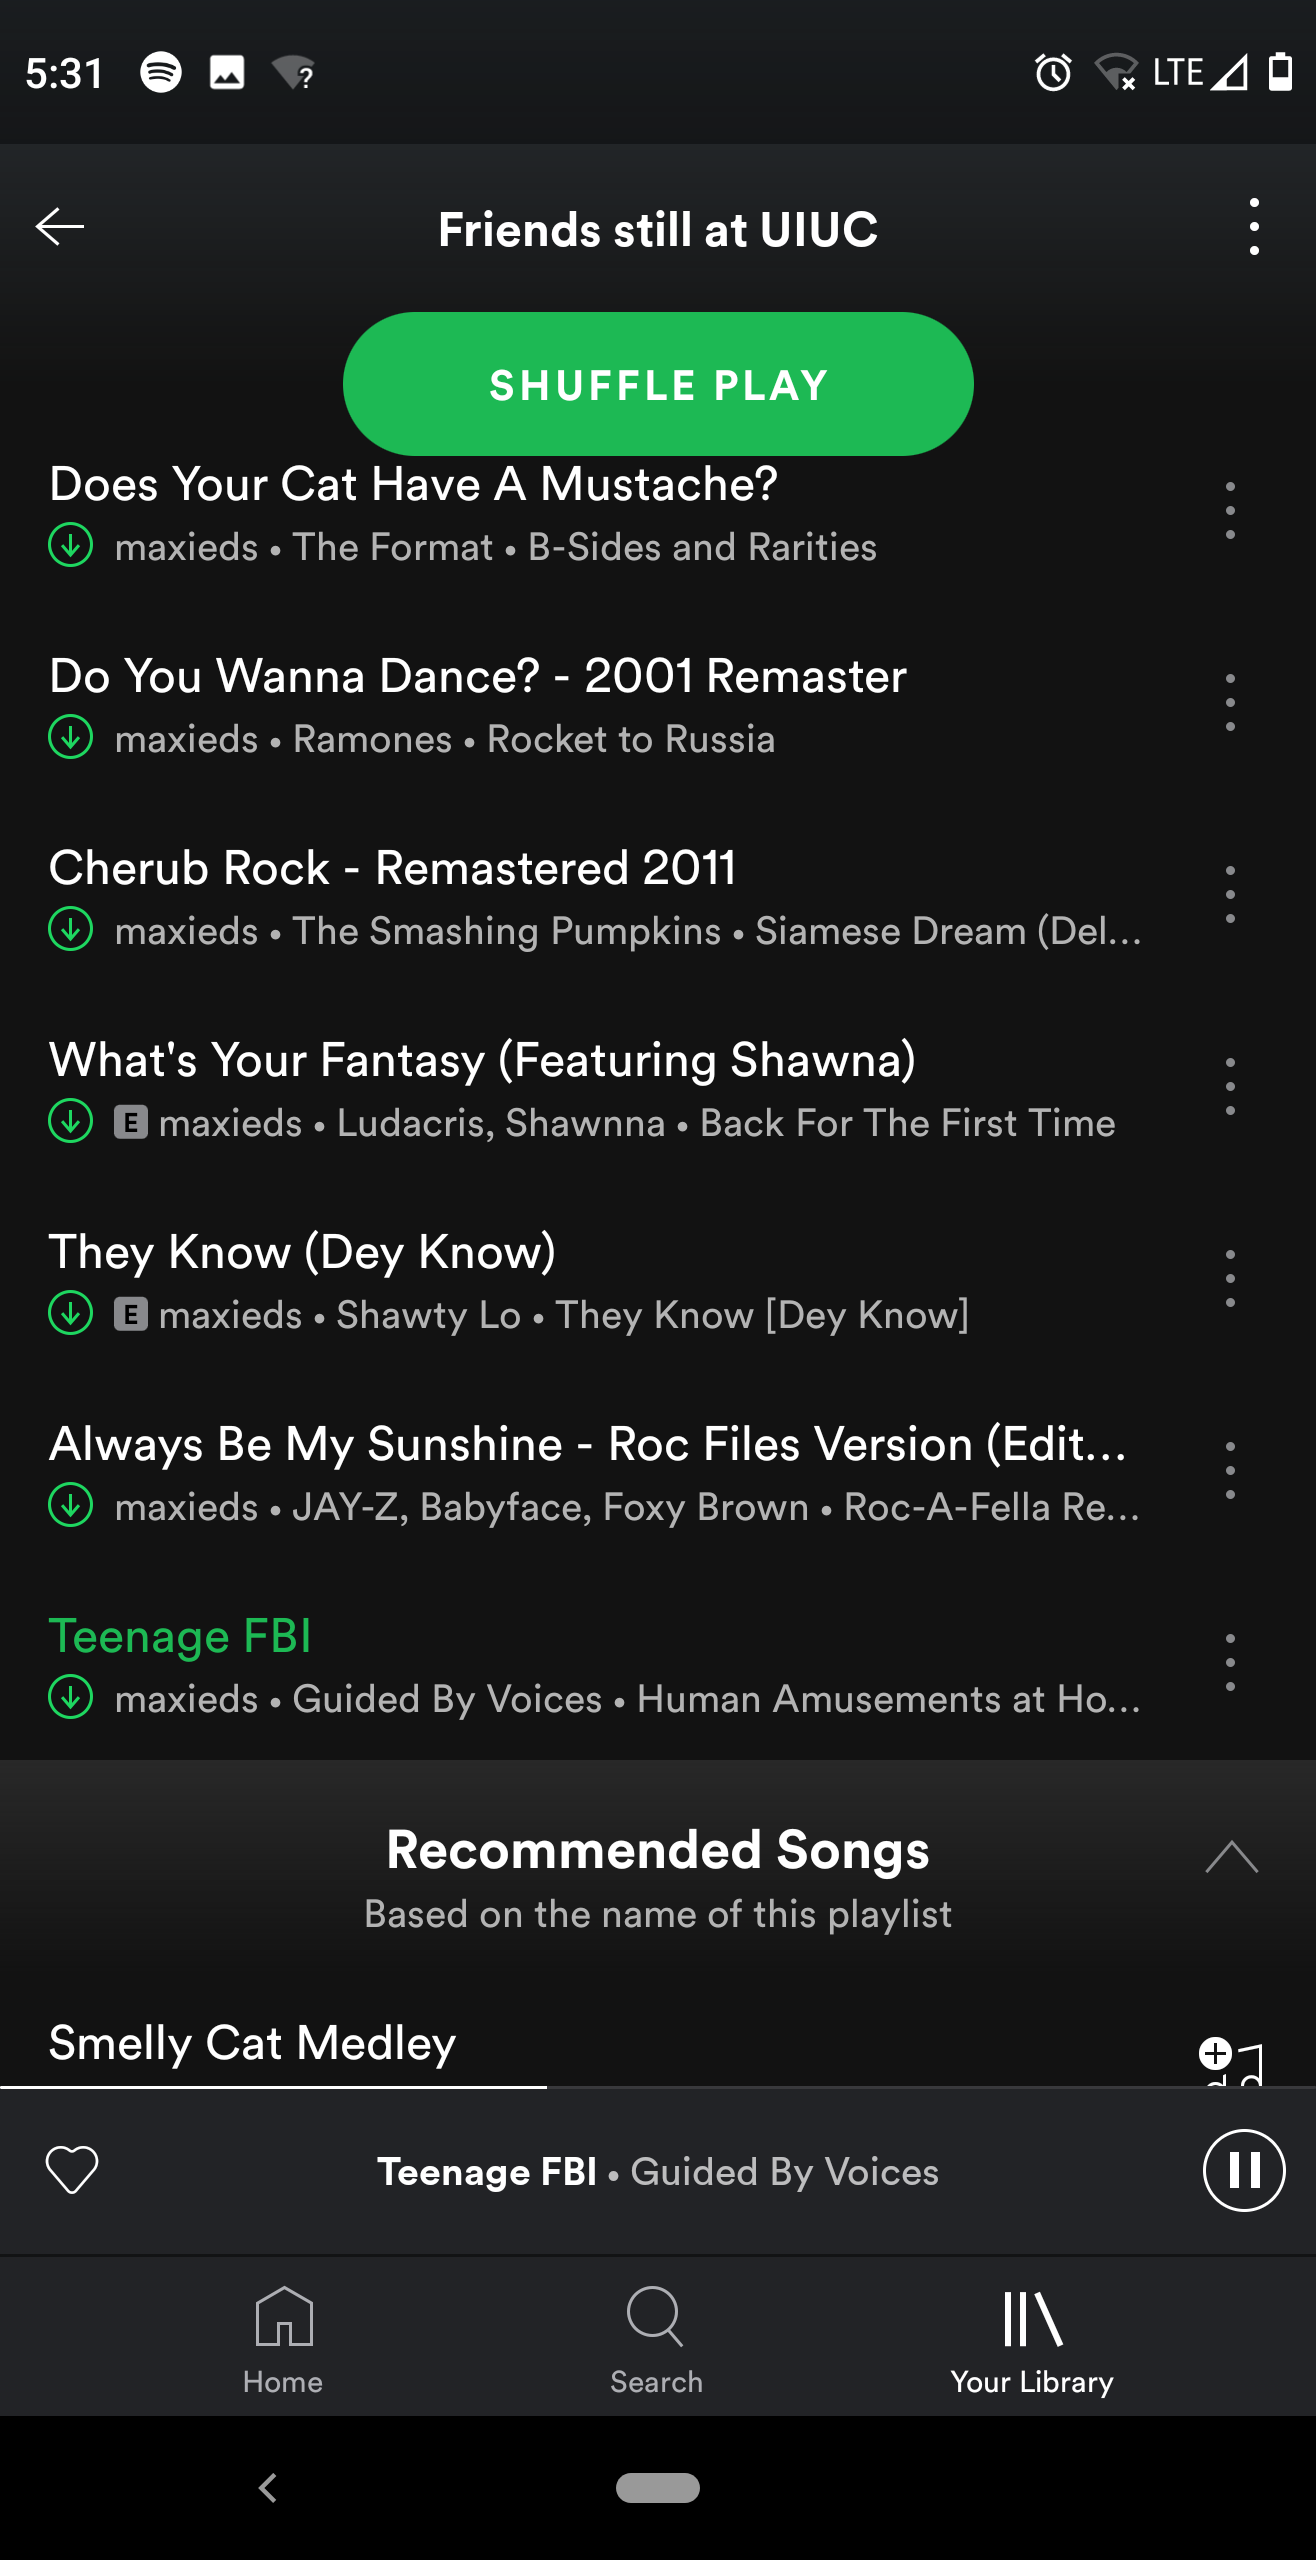 5:31
LTE
Friends still at UIUC
SHUFFLE PLAY
Does Your Cat Have A Mustache?
maxieds • The Format • B-Sides and Rarities
Do You Wanna Dance? - 2001 Remaster
maxieds • Ramones • Rocket to Russia
Cherub Rock - Remastered 2011
maxieds • The Smashing Pumpkins • Siamese Dream (Del...
What's Your Fantasy (Featuring Shawna)
E maxieds • Ludacris, Shawnna • Back For The First Time
They Know (Dey Know)
E maxieds • Shawty Lo • They Know [Dey Know]
Always Be My Sunshine - Roc Files Version (Edit...
maxieds • JAY-Z, Babyface, Foxy Brown • Roc-A-Fella Re...
Teenage FBI
maxieds • Guided By Voices • Human Amusements at Ho...
Recommended Songs
Based on the name of this playlist
Smelly Cat Medley
Teenage FBI • Guided By Voices
Home
Search
Your Library